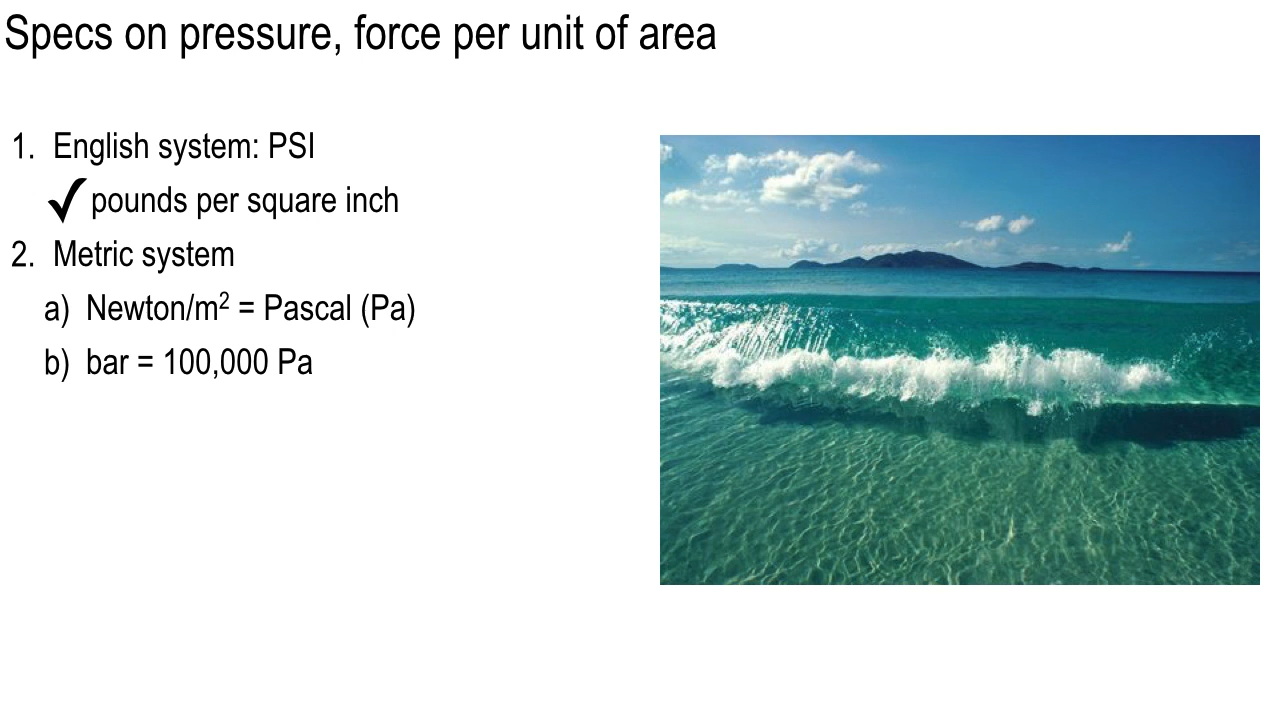 Specs on pressure, force per unit of area
1. English system: PSI
✓ pounds per square inch
2. Metric system
a) Newton/m² = Pascal (Pa)
b) bar = 100,000 Pa